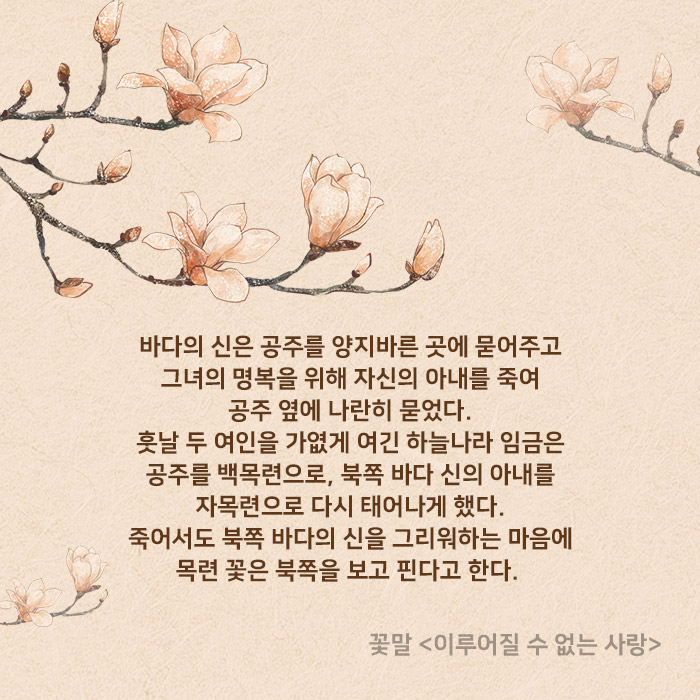 바다의 신은 공주를 양지바른 곳에 묻어주고
그녀의 명복을 위해 자신의 아내를 죽여
공주 옆에 나란히 묻었다.
훗날 두 여인을 가엾게 여긴 하늘나라 임금은
공주를 백목련으로, 북쪽 바다 신의 아내를
자목련으로 다시 태어나게 했다.
죽어서도 북쪽 바다의 신을 그리워하는 마음에
목련 꽃은 북쪽을 보고 핀다고 한다.
꽃말 <이루어질 수 없는 사랑>